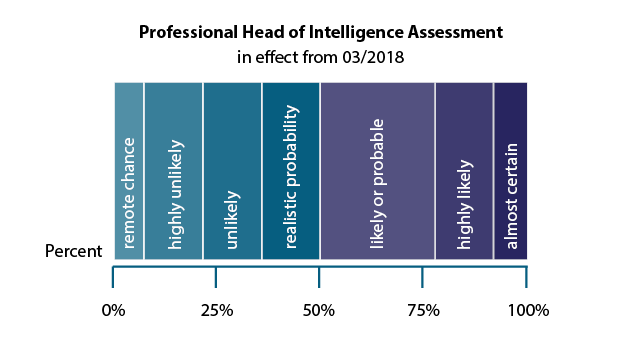 Professional Head of Intelligence Assessment
in effect from 03/2018
remote chance
highly unlikely
unlikely
realistic probability
likely or probable
highly likely
almost certain
Percent
0%
25%
50%
75%
100%